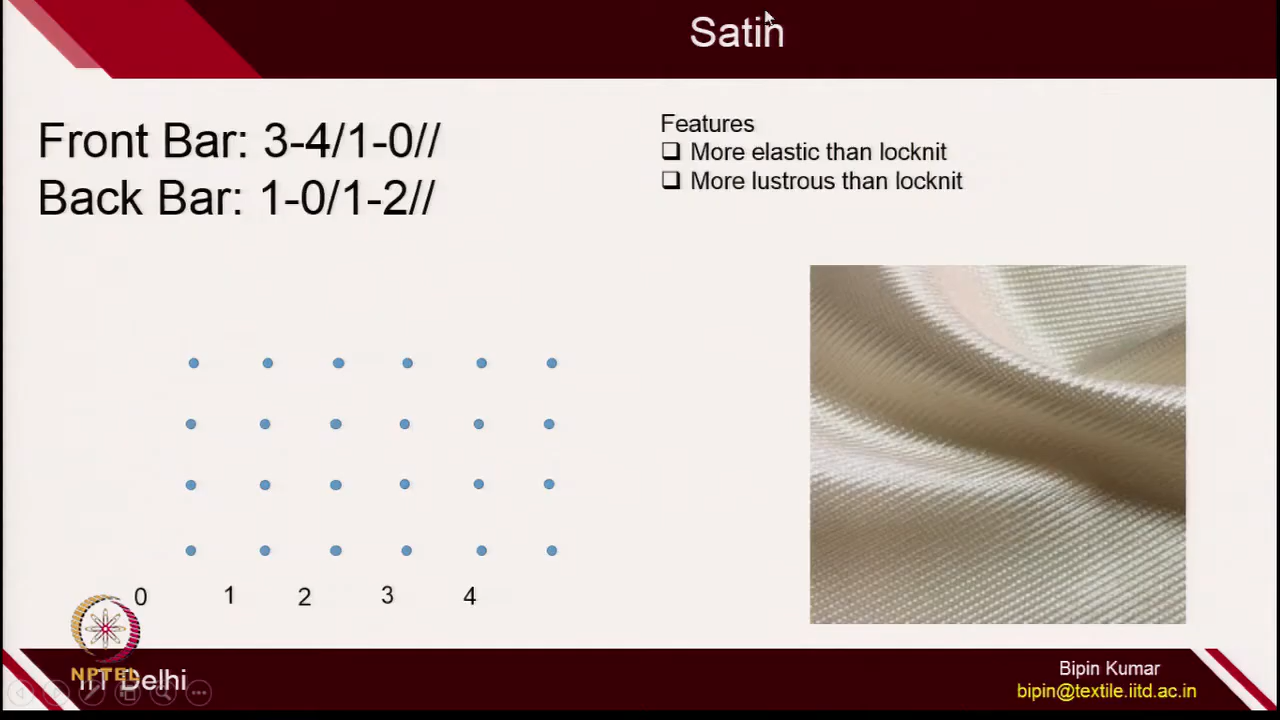 Satin
Front Bar: 3-4/1-0//
Back Bar: 1-0/1-2//
Features
More elastic than locknit
More lustrous than locknit
0 1 2 3 4
NPTEL
IIT Delhi
Bipin Kumar
bipin@textile.iitd.ac.in